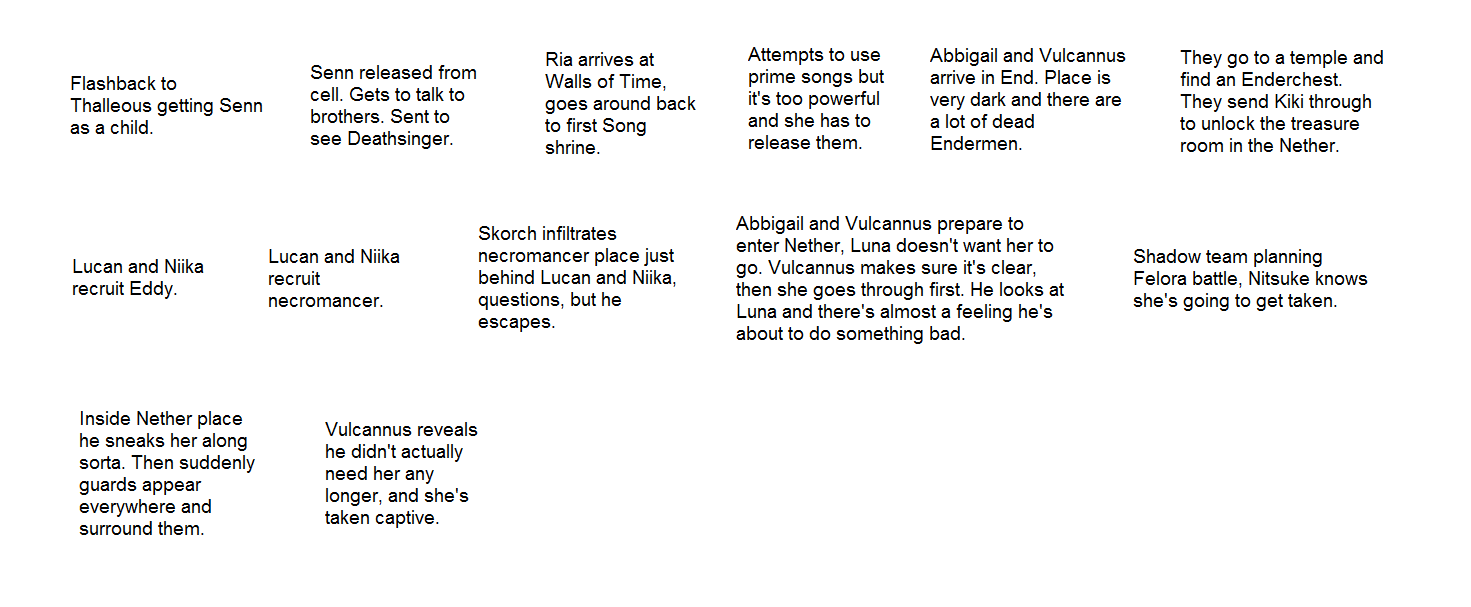 Flashback to
Thalleous getting Senn
as a child.
Senn released from
cell. Gets to talk to
brothers. Sent to
see Deathsinger.
Ria arrives at
Walls of Time,
goes around back
to first Song
shrine.
Attempts to use
prime songs but
it's too powerful
and she has to
release them.
Abbigail and Vulcannus
arrive in End. Place is
very dark and there are
a lot of dead
Endermen.
They go to a temple and
find an Enderchest.
They send Kiki through
to unlock the treasure
room in the Nether.
Lucan and Niika
recruit Eddy.
Lucan and Niika
recruit
necromancer.
Skorch infiltrates
necromancer place just
behind Lucan and Niika,
questions, but he
escapes.
Abbigail and Vulcannus prepare to
enter Nether, Luna doesn't want her to
go. Vulcannus makes sure it's clear,
then she goes through first. He looks at
Luna and there's almost a feeling he's
about to do something bad.
Shadow team planning
Felora battle, Nitsuke knows
she's going to get taken.
Inside Nether place
he sneaks her along
sorta. Then suddenly
guards appear
everywhere and
surround them.
Vulcannus reveals
he didn't actually
need her any
longer, and she's
taken captive.